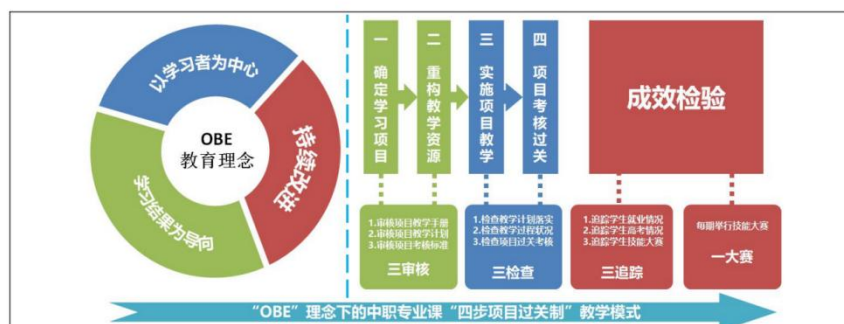 以学习者为中心
持续改进
学习结果为导向
OBE
教育理念
一 确定学习项目
二 重构教学资源
三 实施项目教学
四 项目考核过关
成效检验
1.审核项目教学手册
2.审核项目教学计划
3.审核项目考核标准
三审核
1.检查教学计划落实
2.检查教学过程状况
3.检查项目过关考核
三检查
1.追踪学生就业情况
2.追踪学生高考情况
3.追踪学生技能大赛
三追踪
每期举行技能大赛
一大赛
“OBE”理念下的中职专业课“四步项目过关制”教学模式